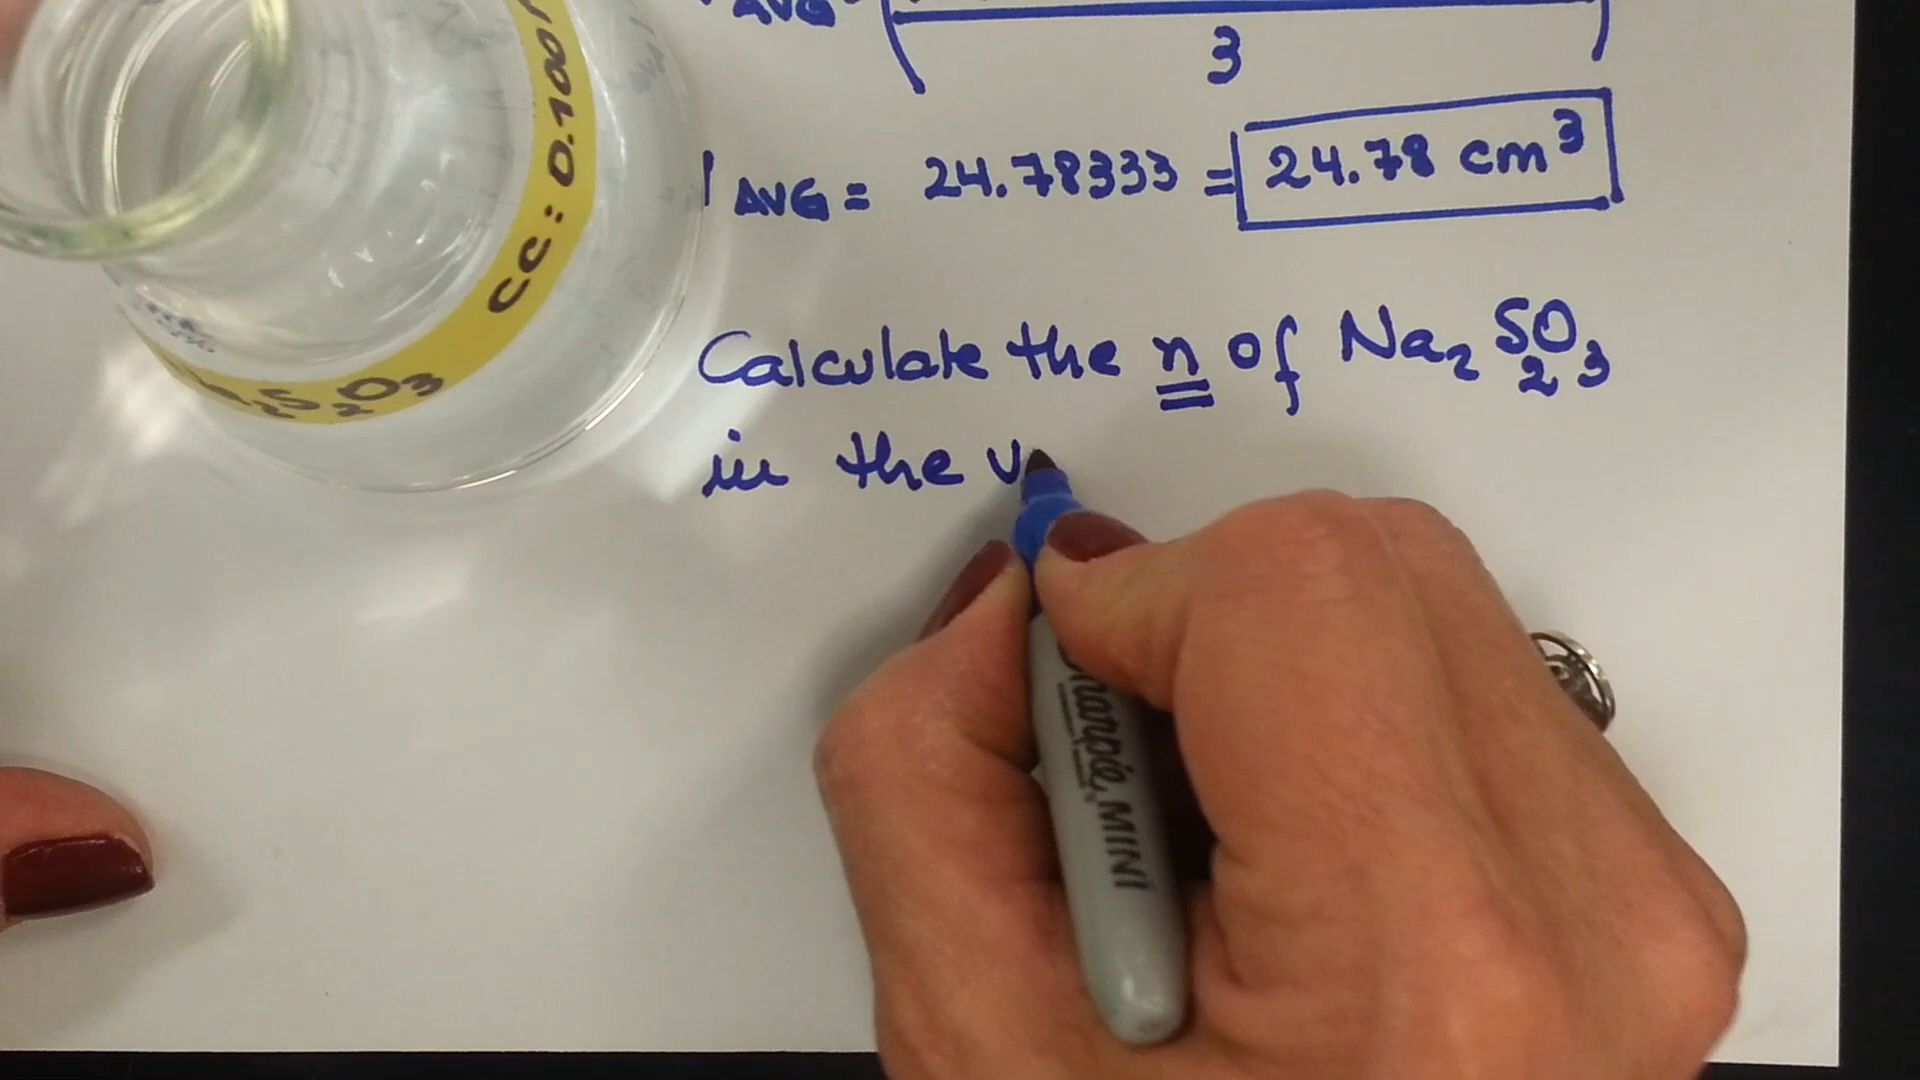 AVG
3
CC: 0.100
AVG = 24.78333 = 24.78 cm³
S₂O₃
Calculate the n of Na₂S₂O₃
in the v
Sharpie MINI